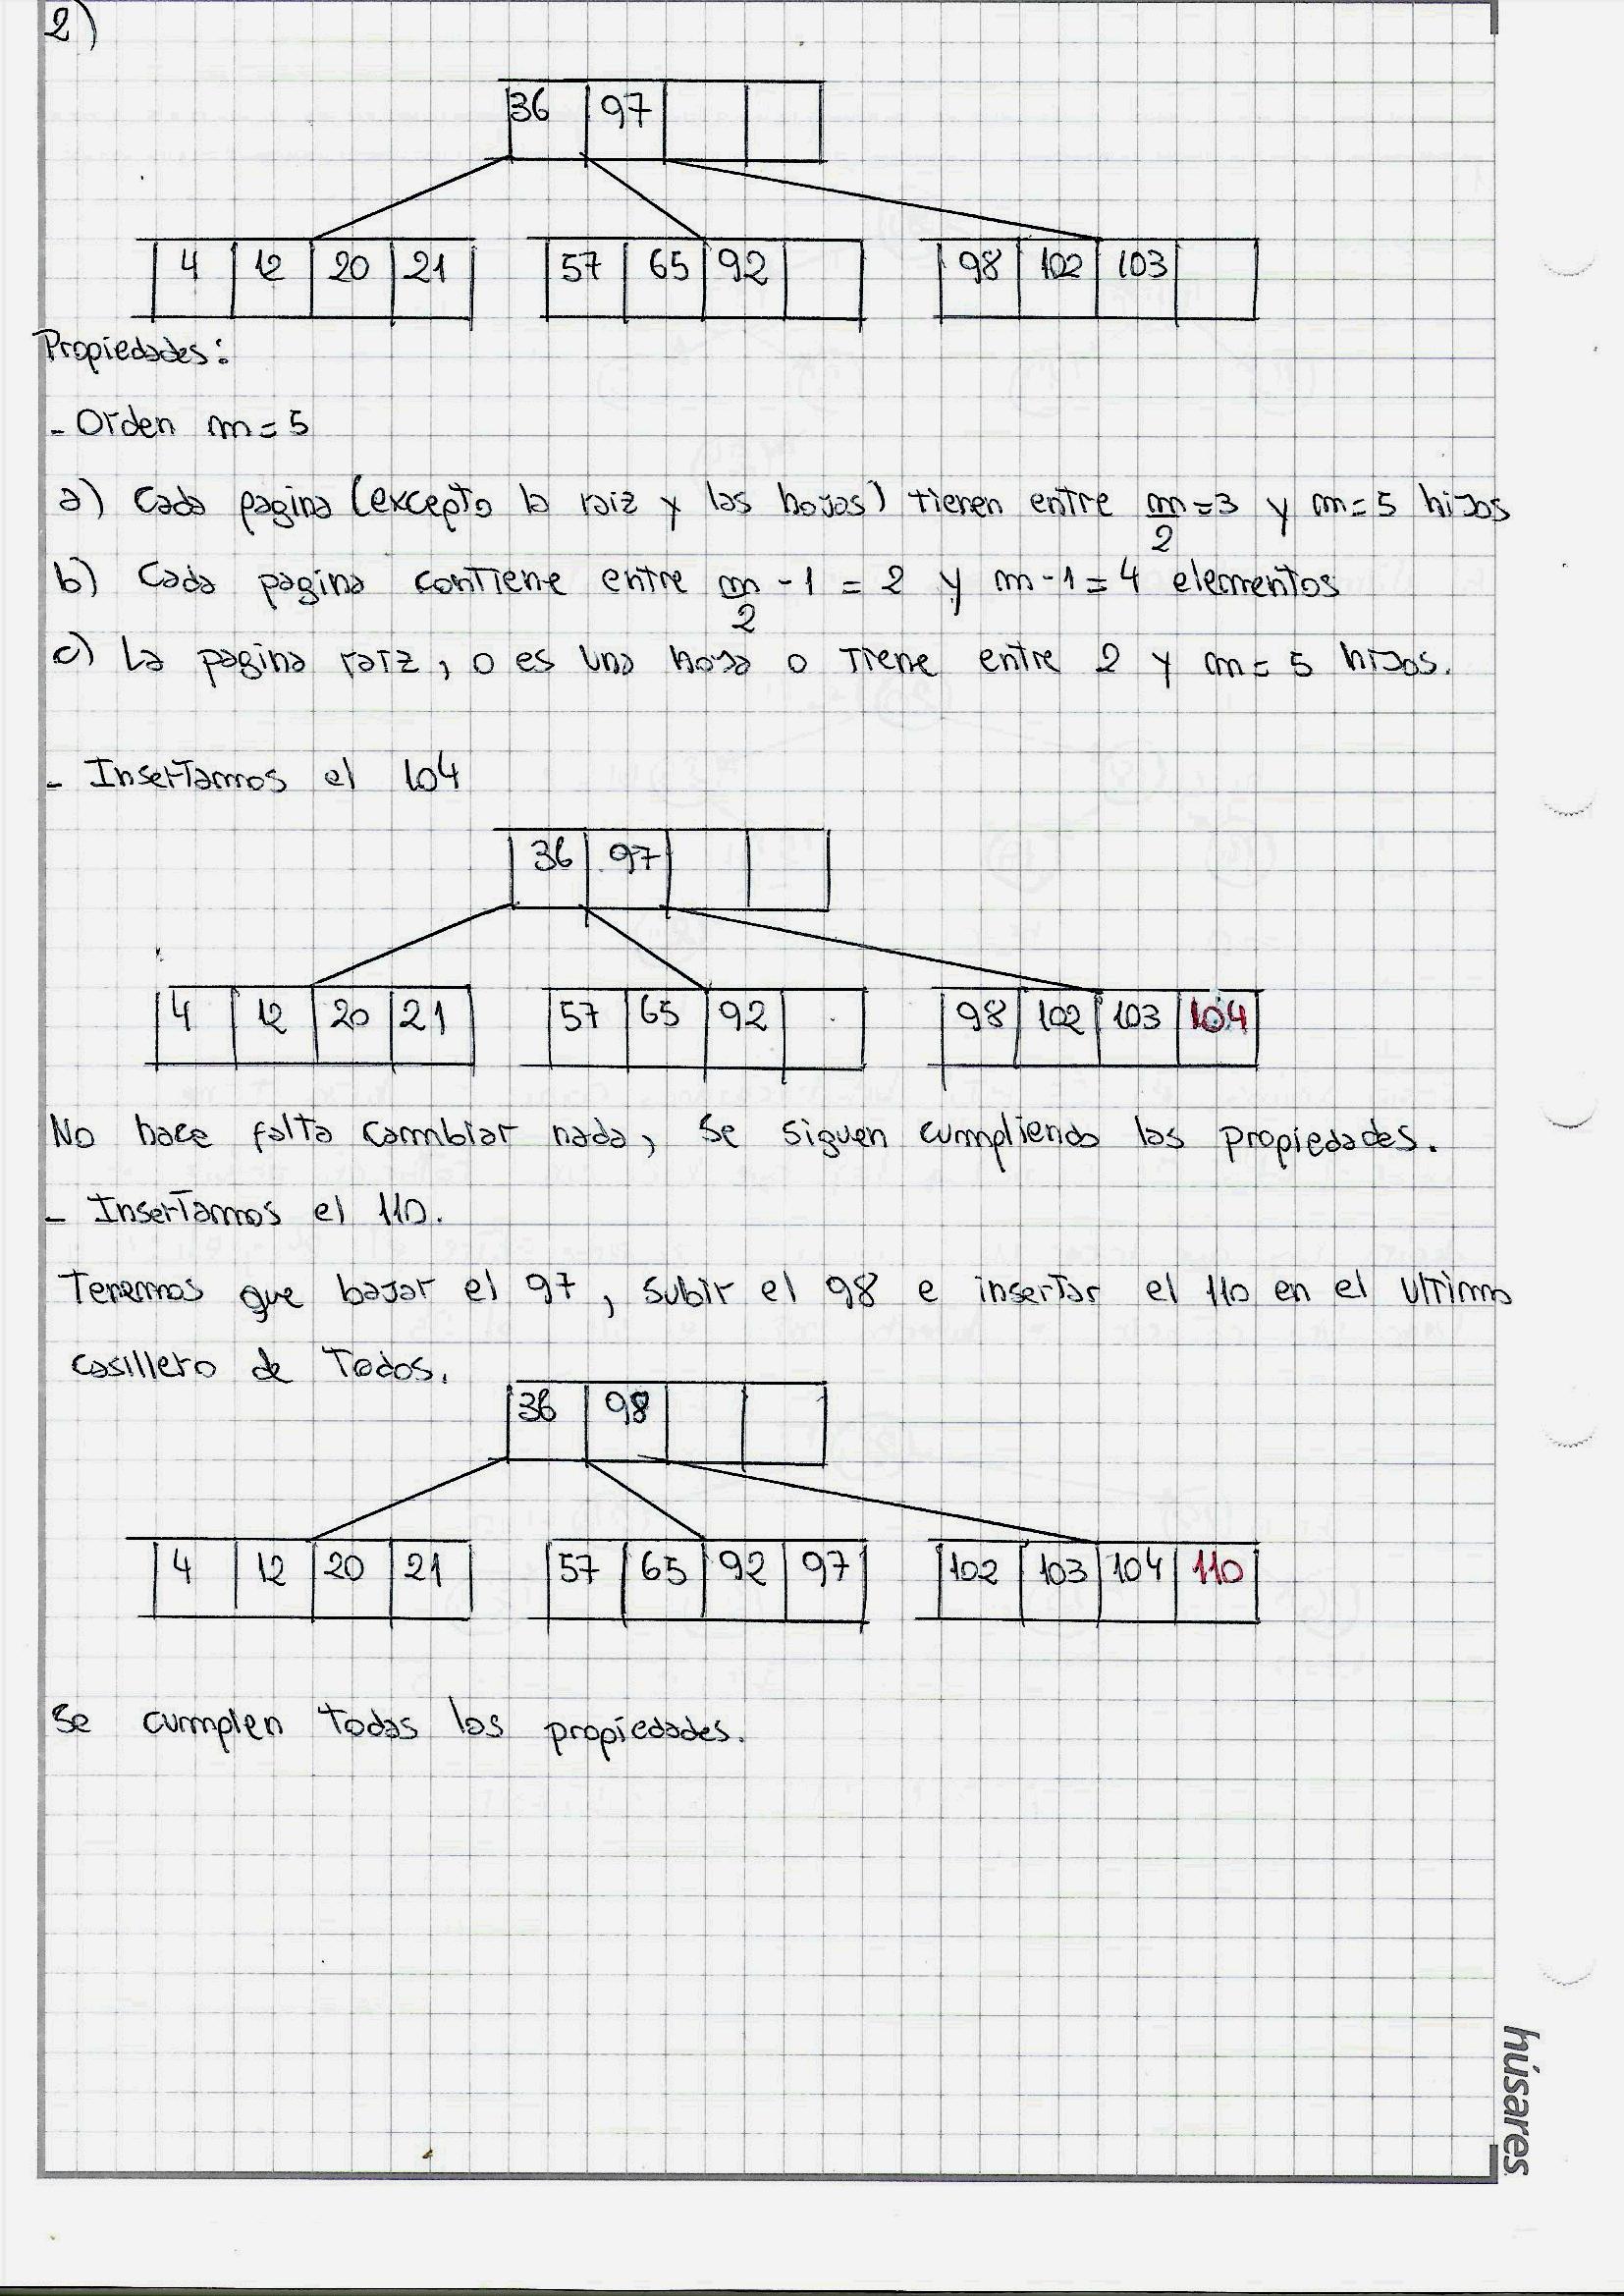 2)
36 97
4 12 20 21 57 65 92 98 102 103
Propiedades:
- Orden m=5
a) Cada pagina (excepto la raiz y las hojas) tienen entre m/2=3 y m=5 hijos
b) Cada pagina contiene entre m/2 -1 = 2 y m-1=4 elementos
c) La pagina raiz, o es una hoja o Tiene entre 2 y m=5 hijos.
- Insertamos el 104
36 97
4 12 20 21 57 65 92 98 102 103 104
No hace falta cambiar nada, se siguen cumpliendo las propiedades.
- Insertamos el 110.
Tenemos que bajar el 97, subir el 98 e insertar el 110 en el ultimo
casillero de Todos.
36 98
4 12 20 21 57 65 92 97 102 103 104 110
Se cumplen todas las propiedades.
húsares